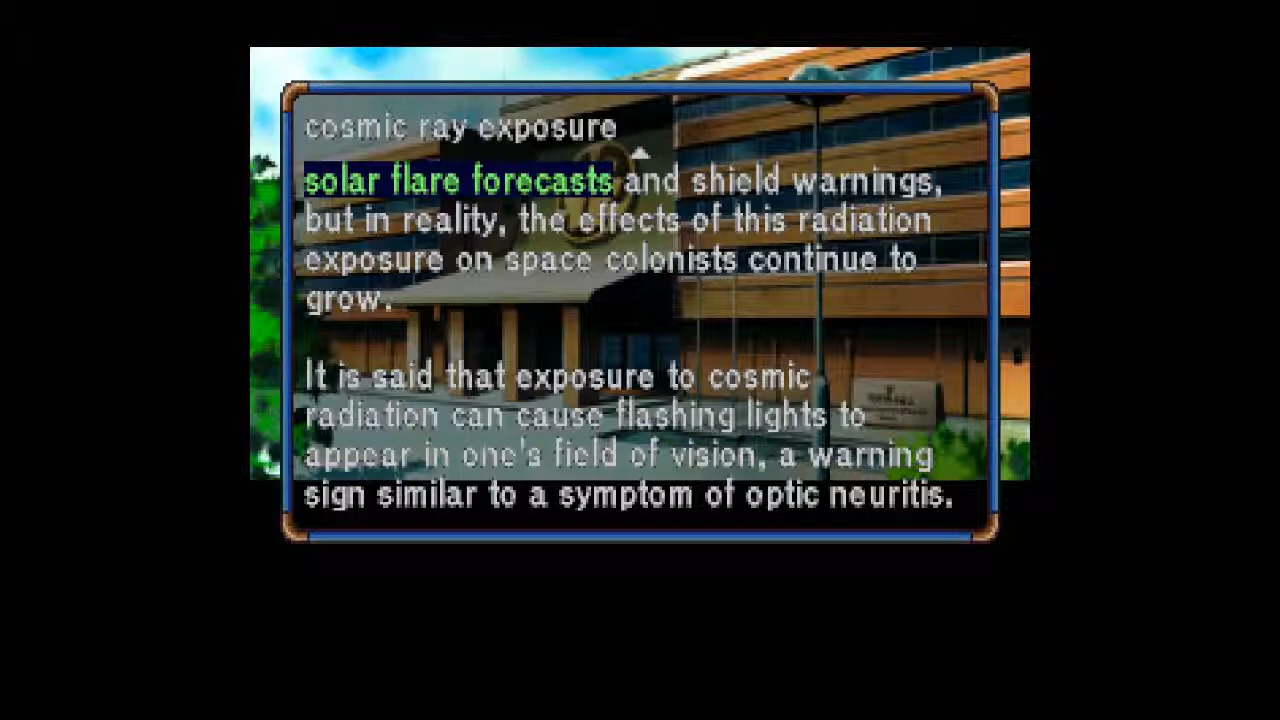 cosmic ray exposure
solar flare forecasts and shield warnings,
but in reality, the effects of this radiation
exposure on space colonists continue to
grow.
It is said that exposure to cosmic
radiation can cause flashing lights to
appear in one's field of vision, a warning
sign similar to a symptom of optic neuritis.